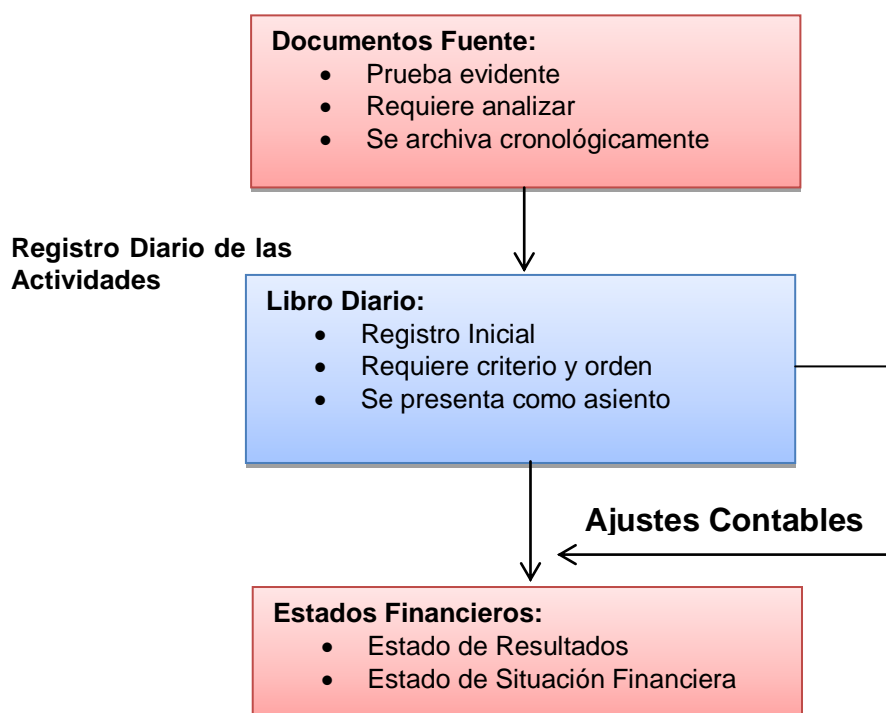 Documentos Fuente:
• Prueba evidente
• Requiere analizar
• Se archiva cronológicamente
Registro Diario de las
Actividades
Libro Diario:
• Registro Inicial
• Requiere criterio y orden
• Se presenta como asiento
Ajustes Contables
Estados Financieros:
• Estado de Resultados
• Estado de Situación Financiera